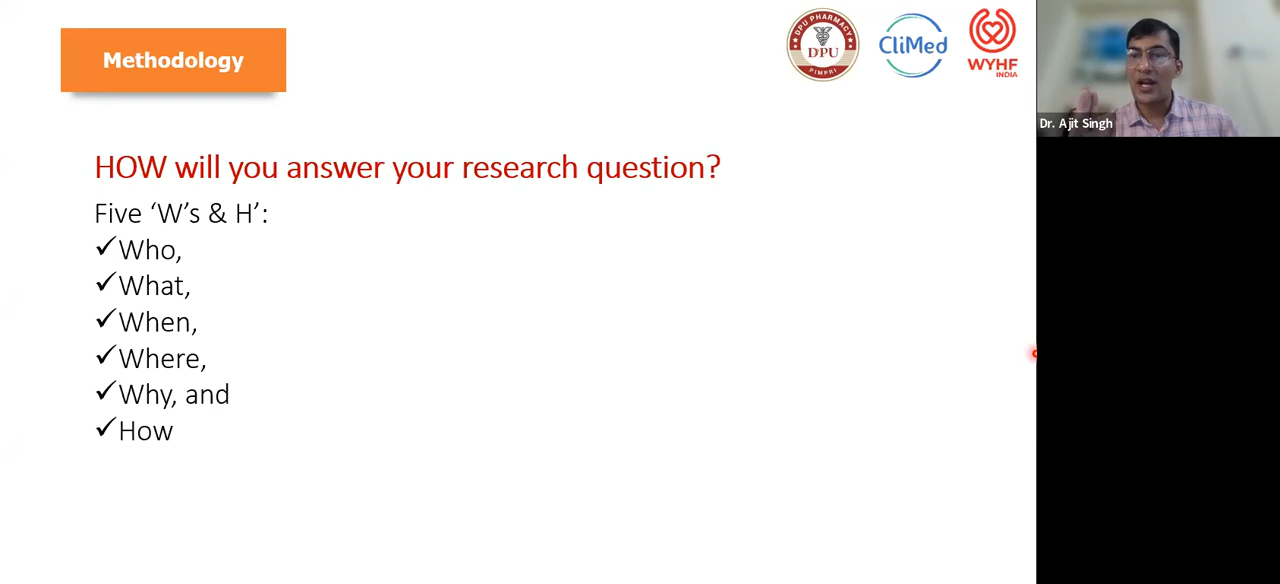 Methodology
DPU PHARMACY
DPU
PIMPRI
CliMed
WYHF
INDIA
Dr. Ajit Singh
HOW will you answer your research question?
Five ‘W’s & H’:
✓Who,
✓What,
✓When,
✓Where,
✓Why, and
✓How